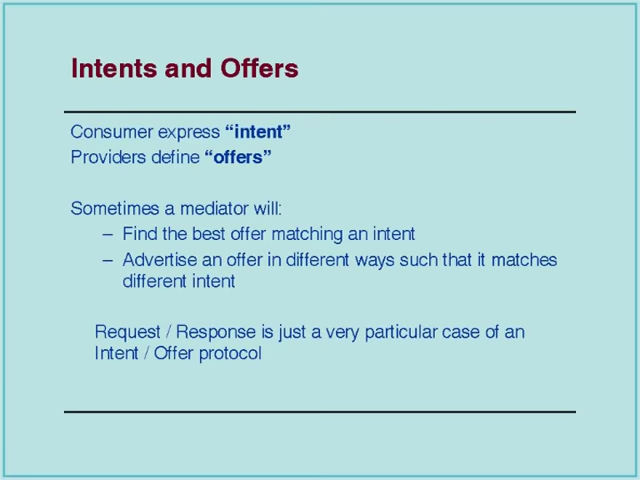 Intents and Offers
Consumer express “intent”
Providers define “offers”
Sometimes a mediator will:
– Find the best offer matching an intent
– Advertise an offer in different ways such that it matches
different intent
Request / Response is just a very particular case of an
Intent / Offer protocol